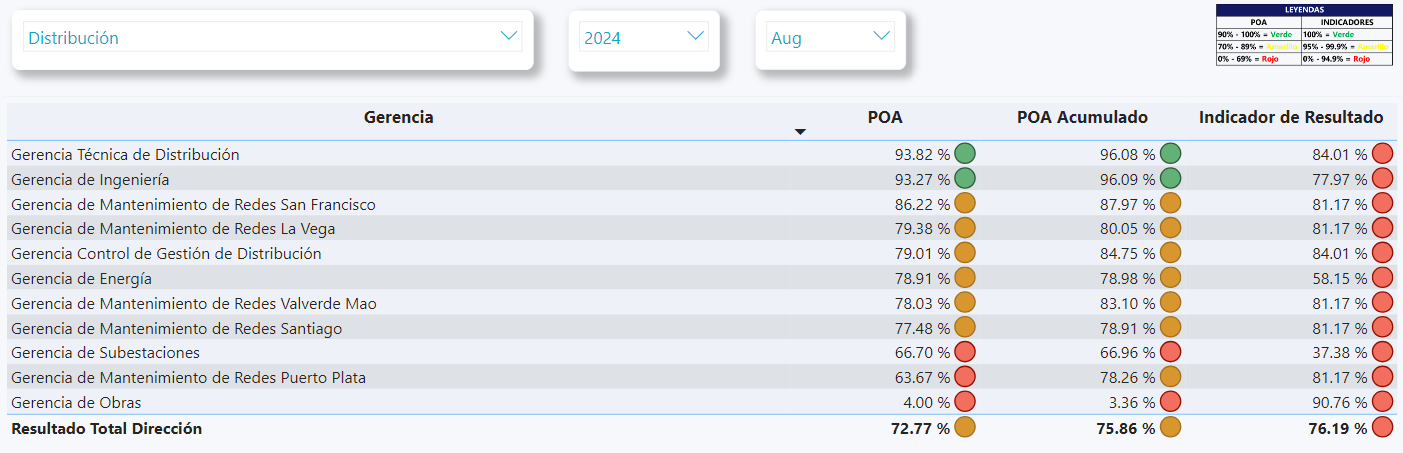 Distribución
2024
Aug
LEYENDAS
POA INDICADORES
90% - 100% = Verde 100% = Verde
70% - 89% = Amarillo 95% - 99.9% = Amarillo
0% - 69% = Rojo 0% - 94.9% = Rojo
Gerencia POA POA Acumulado Indicador de Resultado
Gerencia Técnica de Distribución 93.82 % 96.08 % 84.01 %
Gerencia de Ingeniería 93.27 % 96.09 % 77.97 %
Gerencia de Mantenimiento de Redes San Francisco 86.22 % 87.97 % 81.17 %
Gerencia de Mantenimiento de Redes La Vega 79.38 % 80.05 % 81.17 %
Gerencia Control de Gestión de Distribución 79.01 % 84.75 % 84.01 %
Gerencia de Energía 78.91 % 78.98 % 58.15 %
Gerencia de Mantenimiento de Redes Valverde Mao 78.03 % 83.10 % 81.17 %
Gerencia de Mantenimiento de Redes Santiago 77.48 % 78.91 % 81.17 %
Gerencia de Subestaciones 66.70 % 66.96 % 37.38 %
Gerencia de Mantenimiento de Redes Puerto Plata 63.67 % 78.26 % 81.17 %
Gerencia de Obras 4.00 % 3.36 % 90.76 %
Resultado Total Dirección 72.77 % 75.86 % 76.19 %